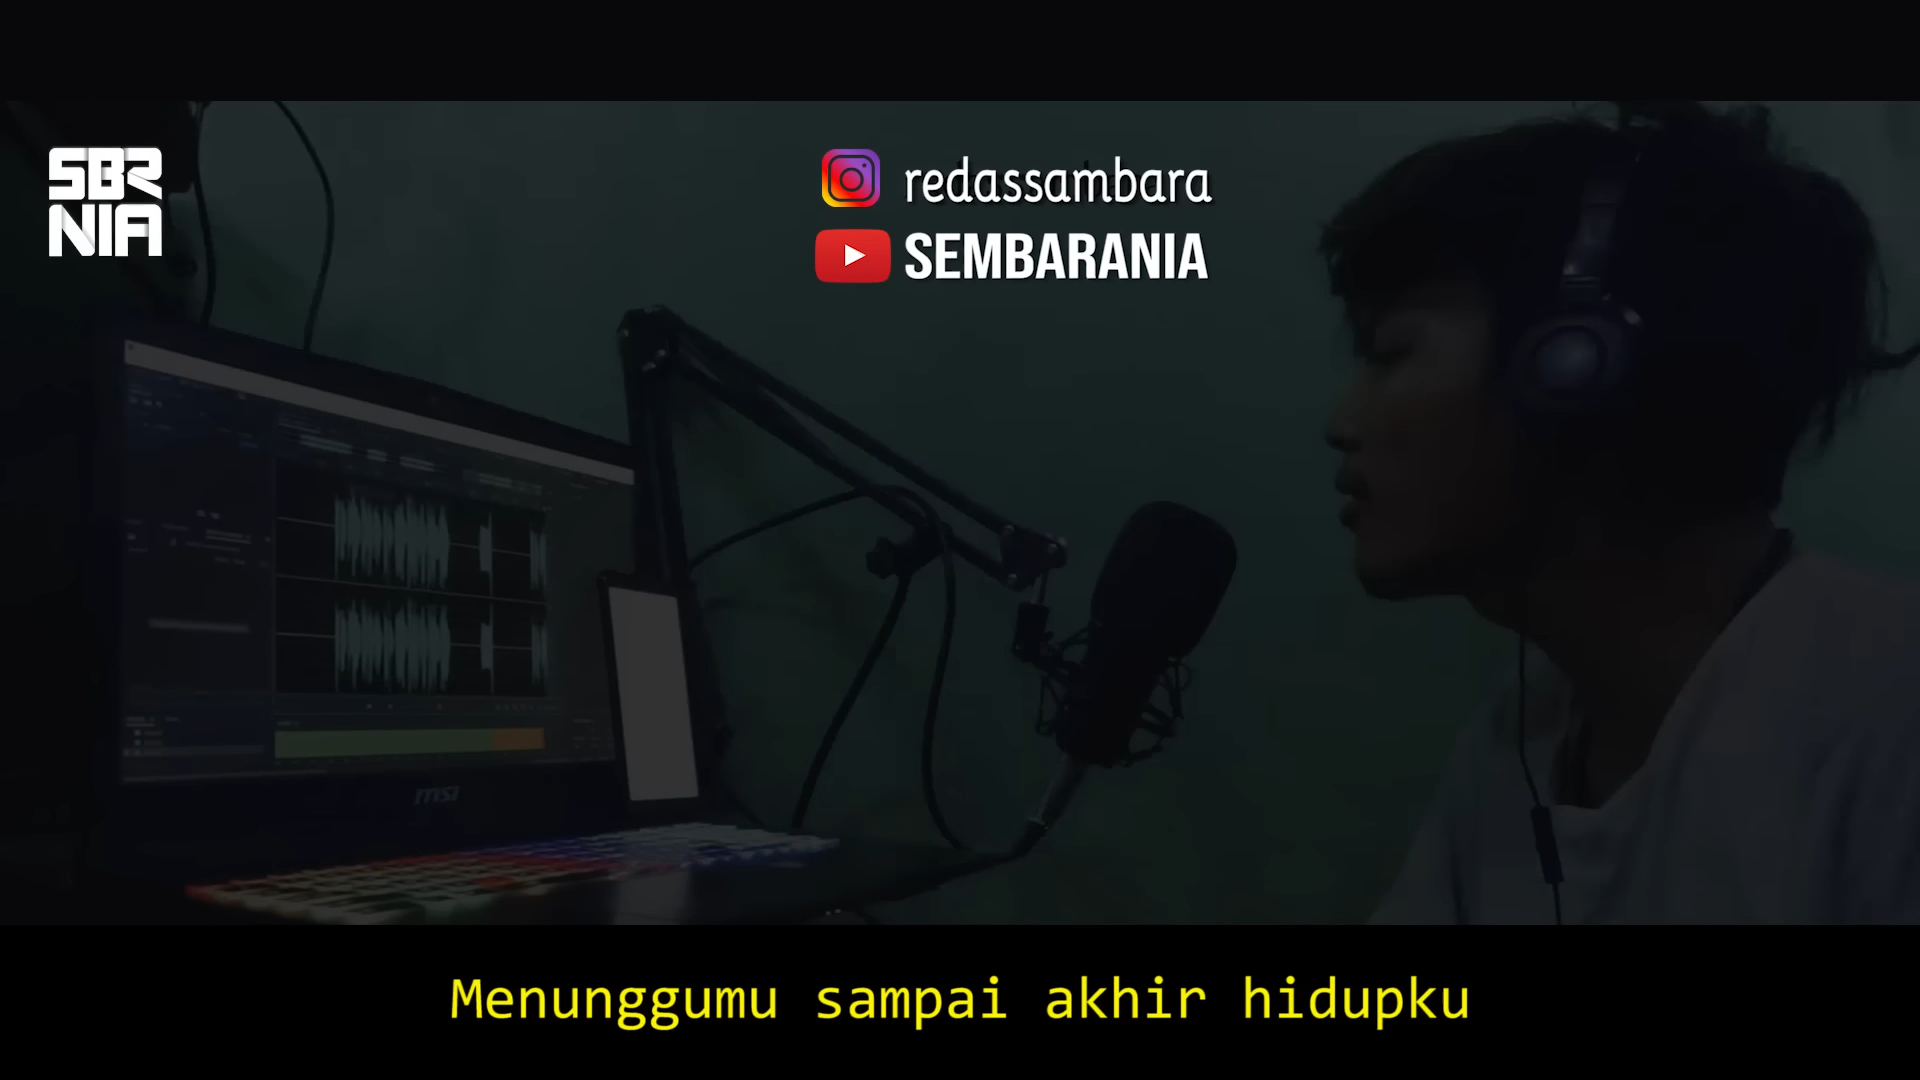 SBR
NIA
redassambara
SEMBARANIA
msi
Menunggumu sampai akhir hidupku